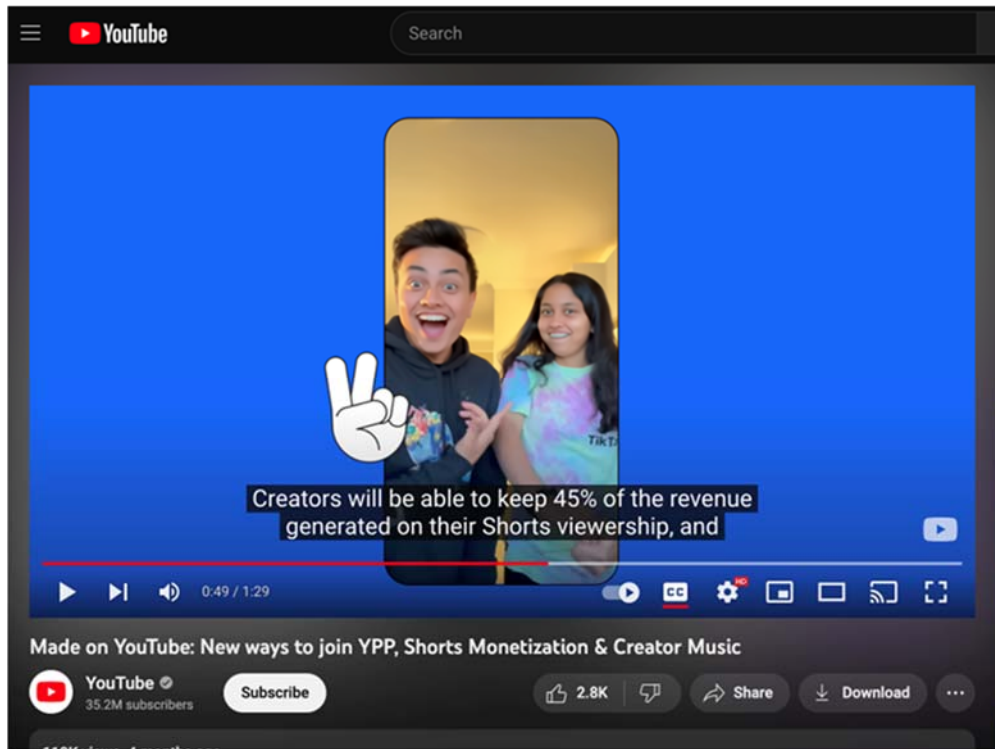 YouTube
Search
TikT
Creators will be able to keep 45% of the revenue
generated on their Shorts viewership, and
0:49 / 1:29
CC
HD
Made on YouTube: New ways to join YPP, Shorts Monetization & Creator Music
YouTube
35.2M subscribers
Subscribe
2.8K
Share
Download